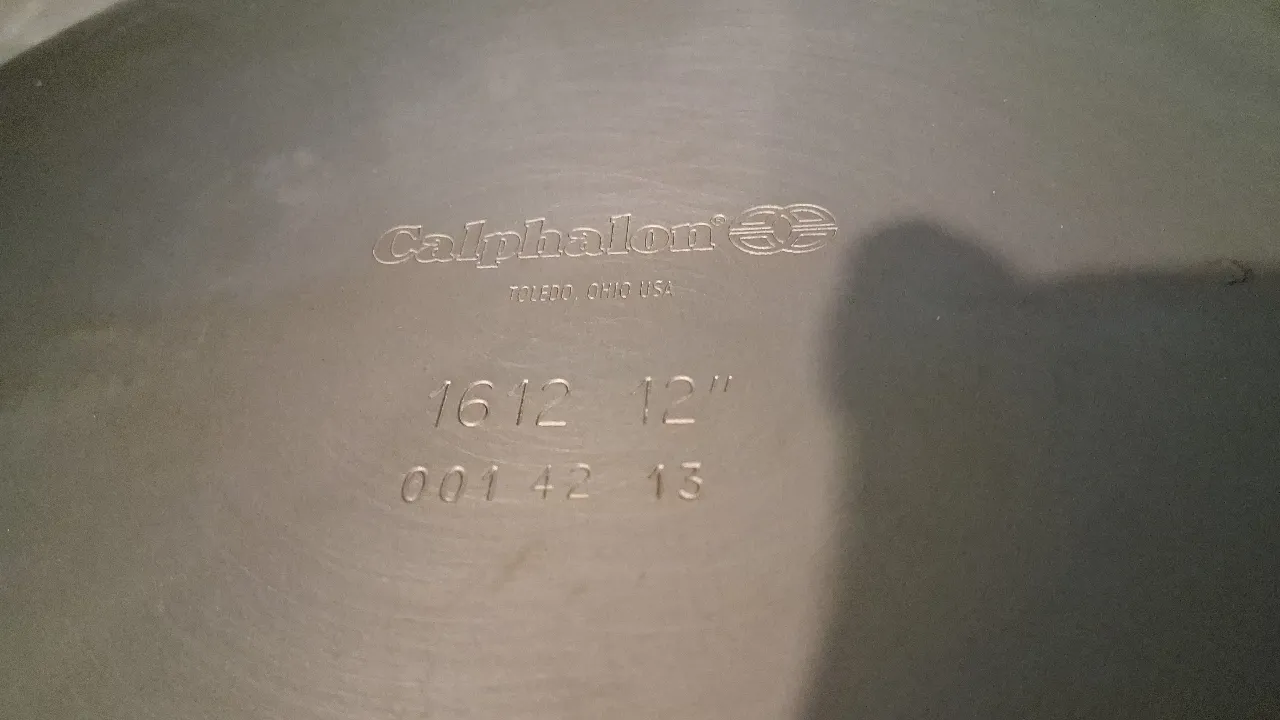 Calphalon®
TOLEDO, OHIO USA
1612 12"
001 42 13